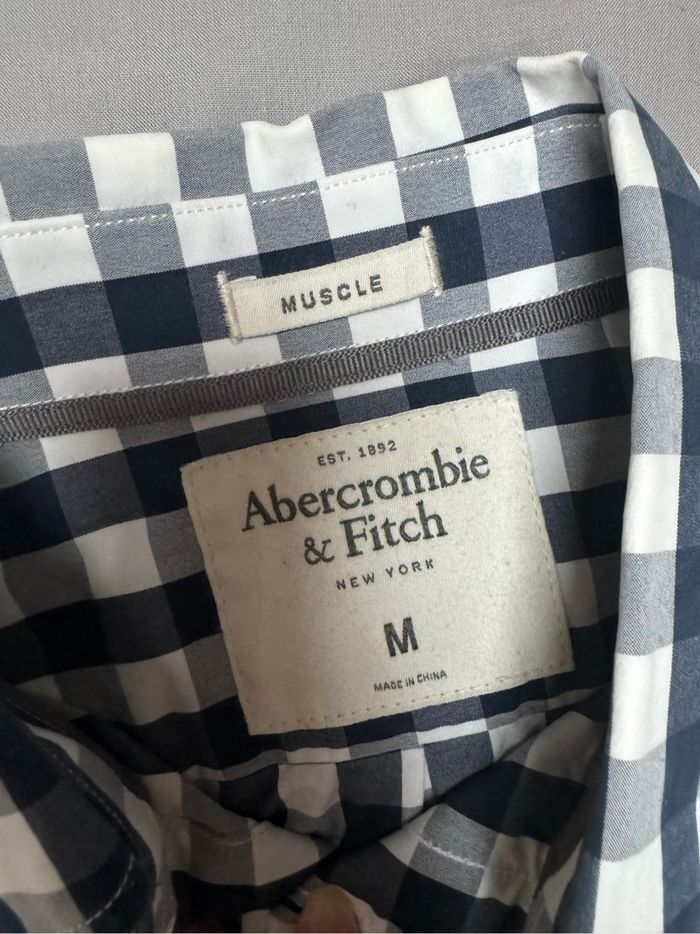 MUSCLE
EST. 1892
Abercrombie
& Fitch
NEW YORK
M
MADE IN CHINA